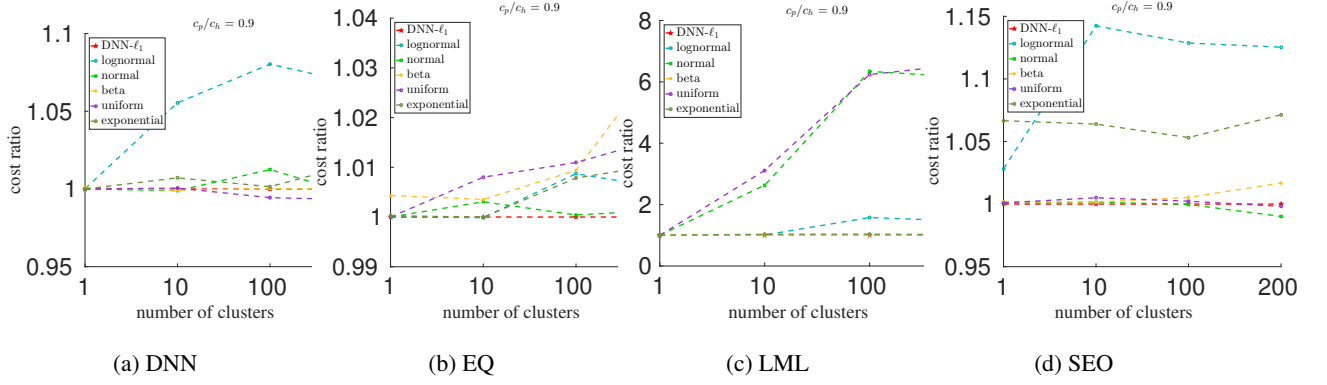 c_p/c_h = 0.9
1.1
1.05
1
0.95
cost ratio
DNN-ℓ₁
lognormal
normal
beta
uniform
exponential
1
10
100
number of clusters
(a) DNN
c_p/c_h = 0.9
1.04
1.03
1.02
1.01
1
0.99
cost ratio
DNN-ℓ₁
lognormal
normal
beta
uniform
exponential
1
10
100
number of clusters
(b) EQ
c_p/c_h = 0.9
8
6
4
2
0
cost ratio
DNN-ℓ₁
lognormal
normal
beta
uniform
exponential
1
10
100
number of clusters
(c) LML
c_p/c_h = 0.9
1.15
1.1
1.05
1
0.95
cost ratio
DNN-ℓ₁
lognormal
normal
beta
uniform
exponential
1
10
100
200
number of clusters
(d) SEO